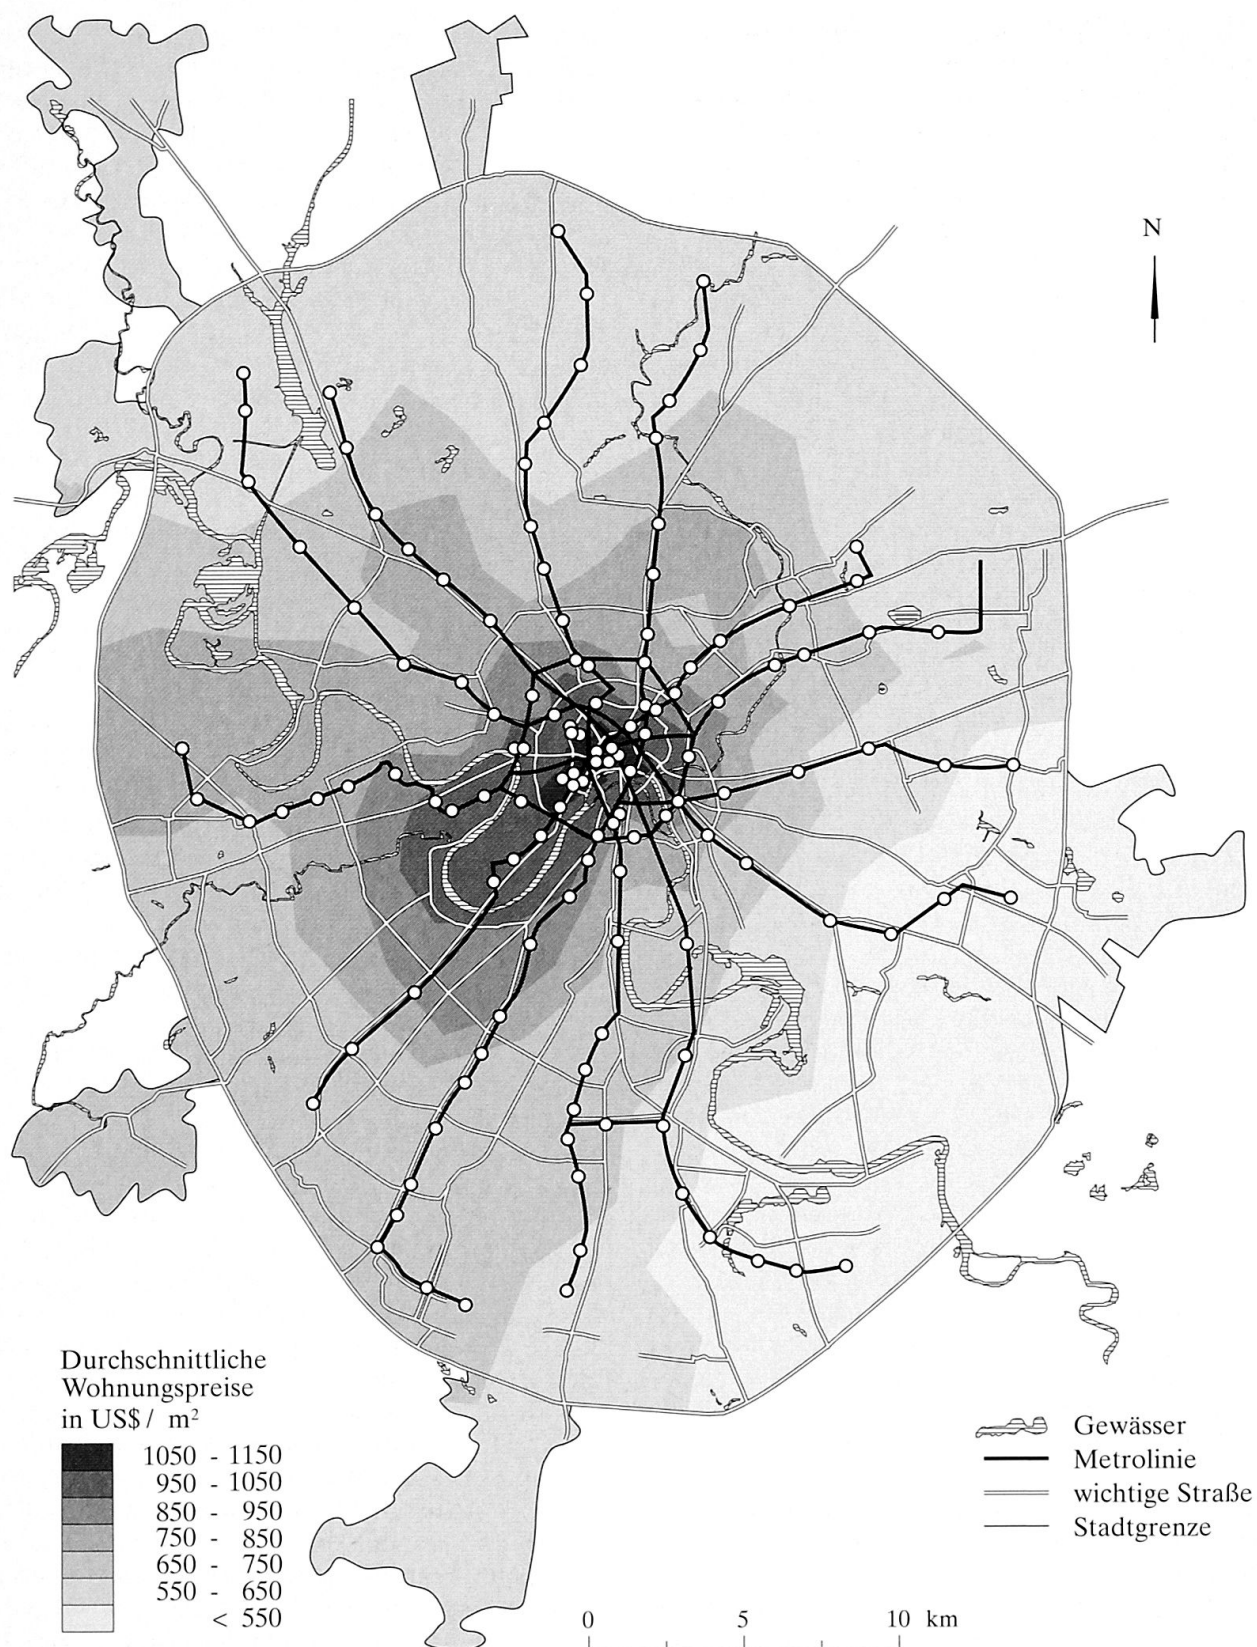 N
Durchschnittliche
Wohnungspreise
in US$ / m²
1050 - 1150
950 - 1050
850 - 950
750 - 850
650 - 750
550 - 650
< 550
Gewässer
Metrolinie
wichtige Straße
Stadtgrenze
0 5 10 km